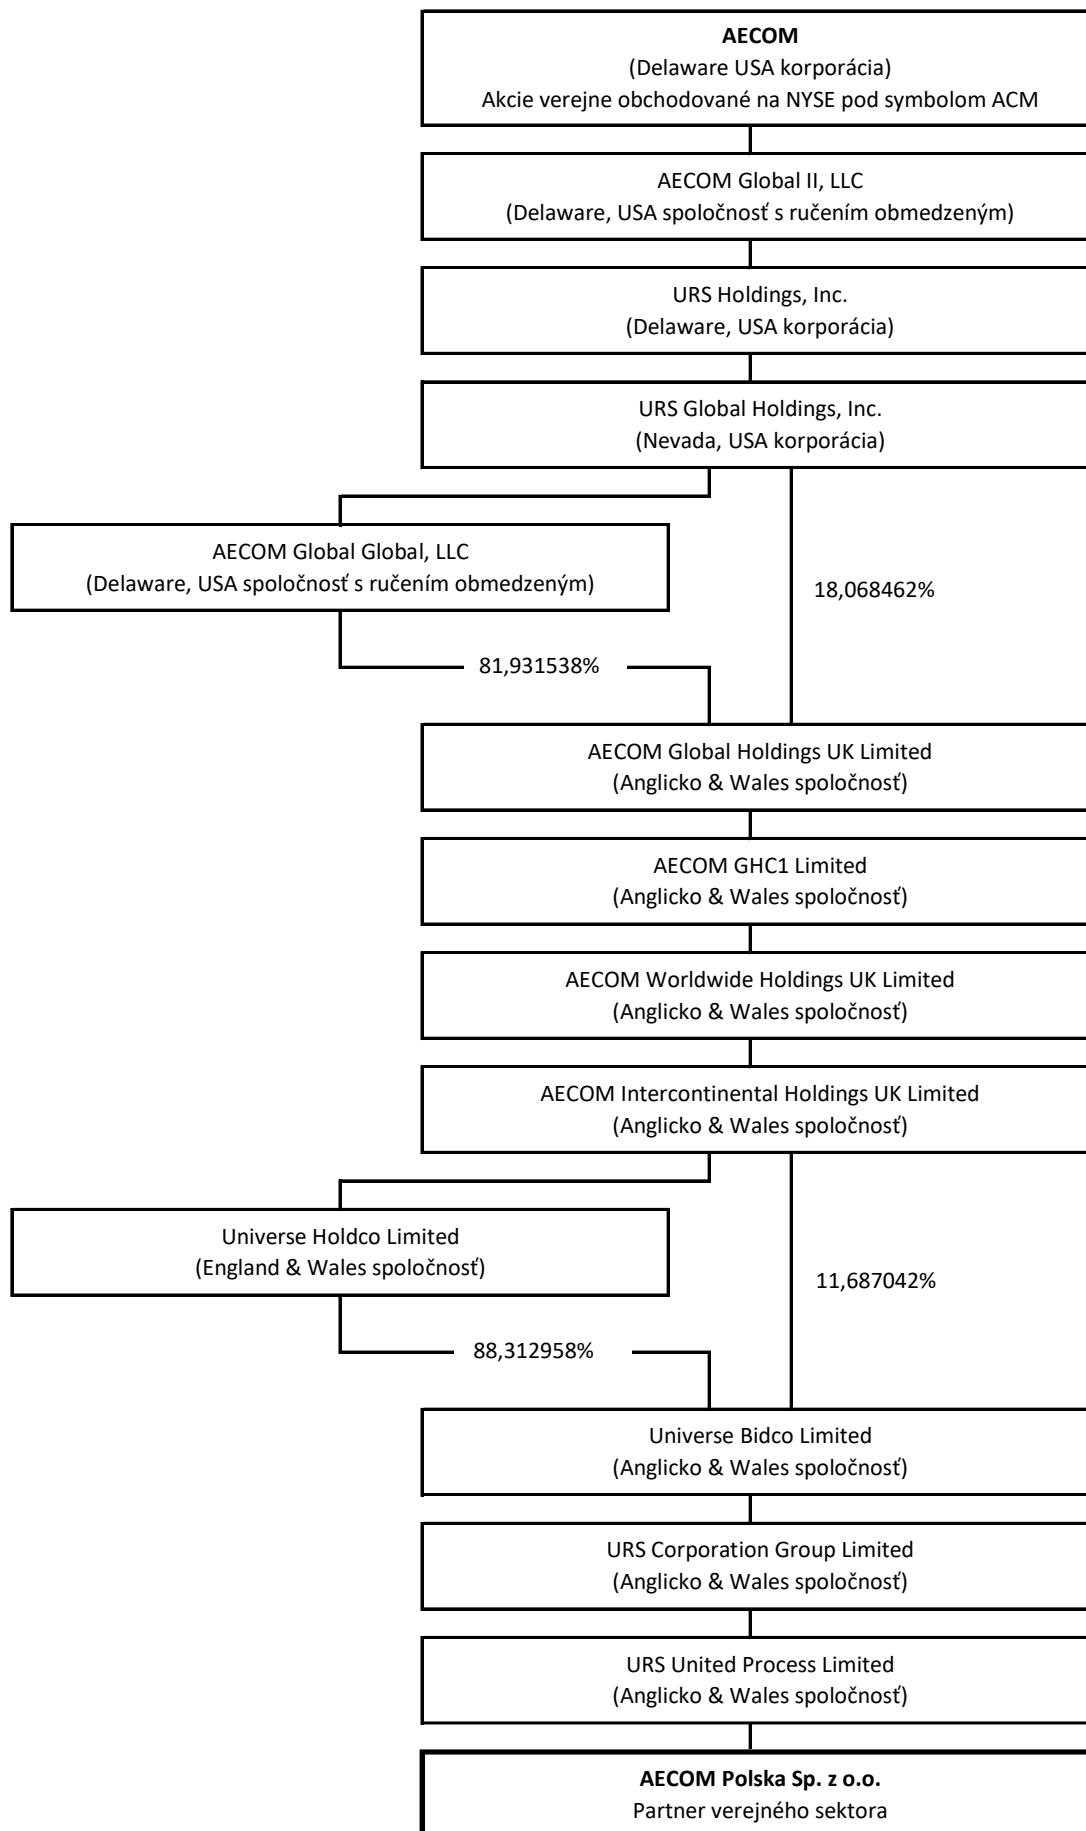 AECOM
(Delaware USA korporácia)
Akcie verejne obchodované na NYSE pod symbolom ACM
AECOM Global II, LLC
(Delaware, USA spoločnosť s ručením obmedzeným)
URS Holdings, Inc.
(Delaware, USA korporácia)
URS Global Holdings, Inc.
(Nevada, USA korporácia)
AECOM Global Global, LLC
(Delaware, USA spoločnosť s ručením obmedzeným)
18,068462%
81,931538%
AECOM Global Holdings UK Limited
(Anglicko & Wales spoločnosť)
AECOM GHC1 Limited
(Anglicko & Wales spoločnosť)
AECOM Worldwide Holdings UK Limited
(Anglicko & Wales spoločnosť)
AECOM Intercontinental Holdings UK Limited
(Anglicko & Wales spoločnosť)
Universe Holdco Limited
(England & Wales spoločnosť)
11,687042%
88,312958%
Universe Bidco Limited
(Anglicko & Wales spoločnosť)
URS Corporation Group Limited
(Anglicko & Wales spoločnosť)
URS United Process Limited
(Anglicko & Wales spoločnosť)
AECOM Polska Sp. z o.o.
Partner verejného sektora